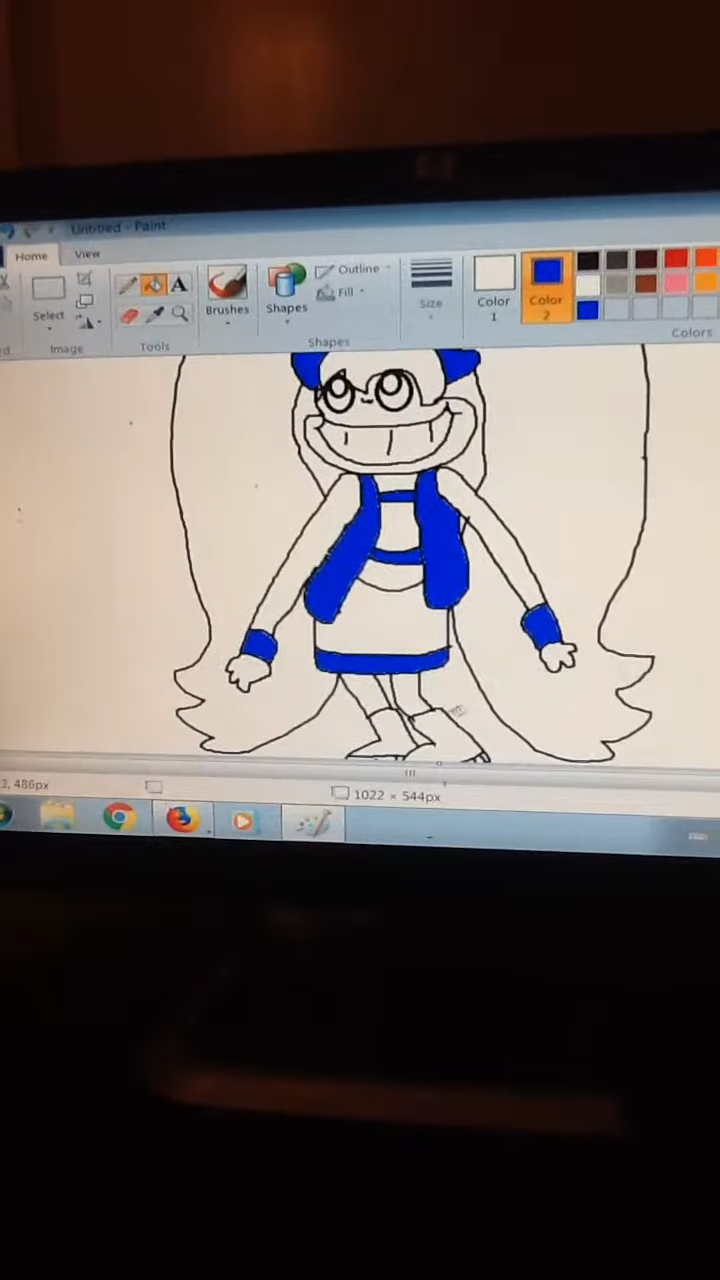 Untitled - Paint
Home View
Select
Image
A
Tools
Brushes
Shapes
Outline
Fill
Shapes
Size
Color 1
Color 2
Colors
486px
1022 × 544px